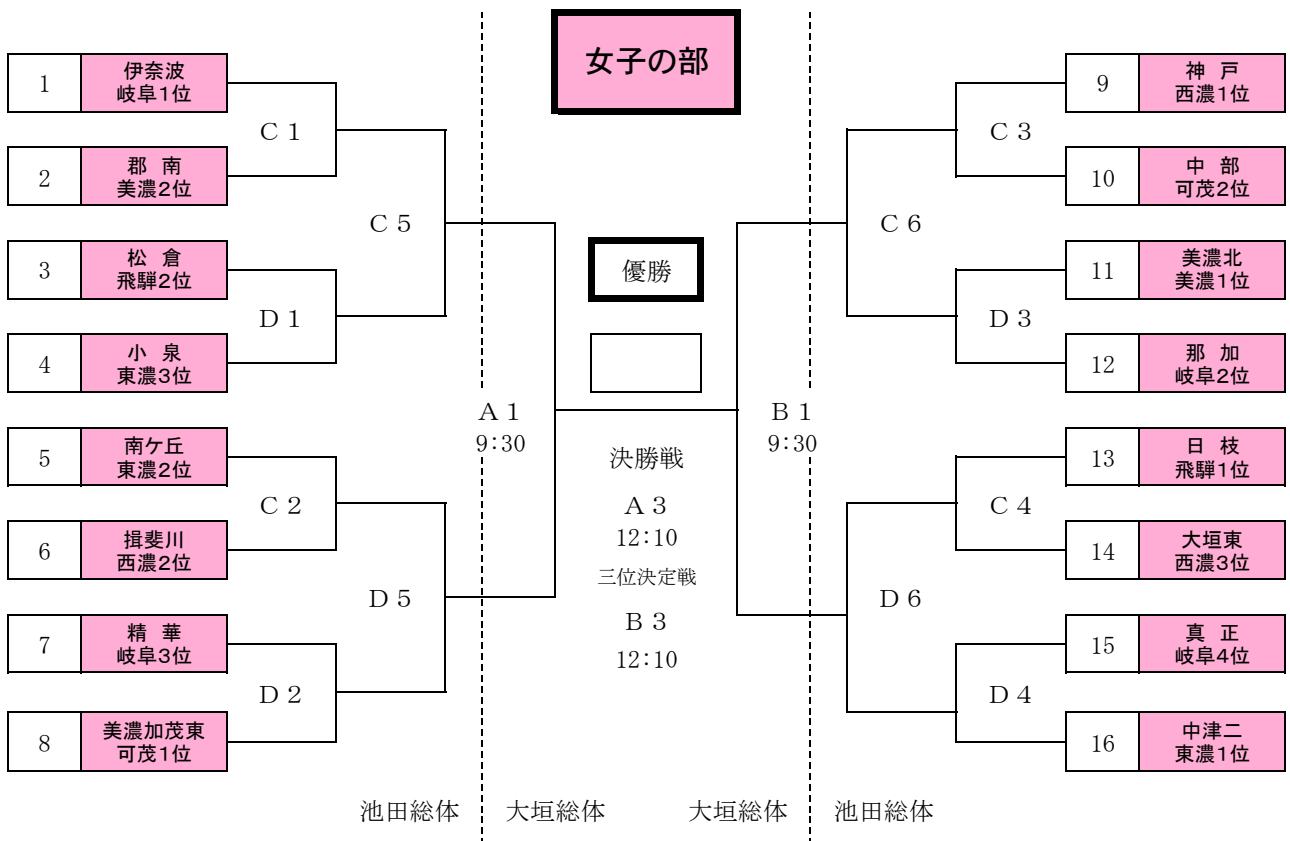 女子の部
1
伊奈波
岐阜1位
2
郡 南
美濃2位
3
松 倉
飛騨2位
4
小 泉
東濃3位
5
南ケ丘
東濃2位
6
揖斐川
西濃2位
7
精 華
岐阜3位
8
美濃加茂東
可茂1位
C 1
D 1
C 2
D 2
C 5
D 5
A 1
9:30
優勝
決勝戦
A 3
12:10
三位決定戦
B 3
12:10
B 1
9:30
C 6
D 6
C 3
D 3
C 4
D 4
9
神 戸
西濃1位
10
中 部
可茂2位
11
美濃北
美濃1位
12
那 加
岐阜2位
13
日 枝
飛騨1位
14
大垣東
西濃3位
15
真 正
岐阜4位
16
中津二
東濃1位
池田総体
大垣総体
大垣総体
池田総体